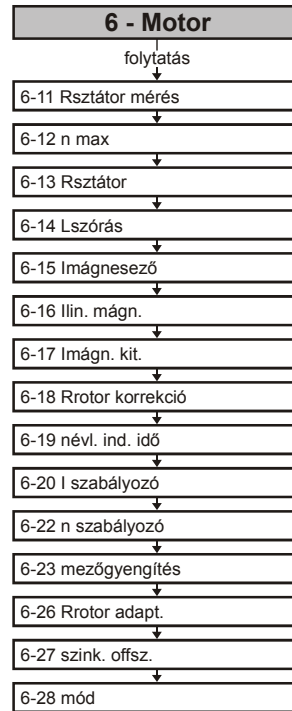 6 - Motor
folytatás
6-11 Rsztátor mérés
6-12 n max
6-13 Rsztátor
6-14 Lszórás
6-15 Imágnesező
6-16 Ilin. mágn.
6-17 Imágn. kit.
6-18 Rrotor korrekció
6-19 névl. ind. idő
6-20 I szabályozó
6-22 n szabályozó
6-23 mezőgyengítés
6-26 Rrotor adapt.
6-27 szink. offsz.
6-28 mód